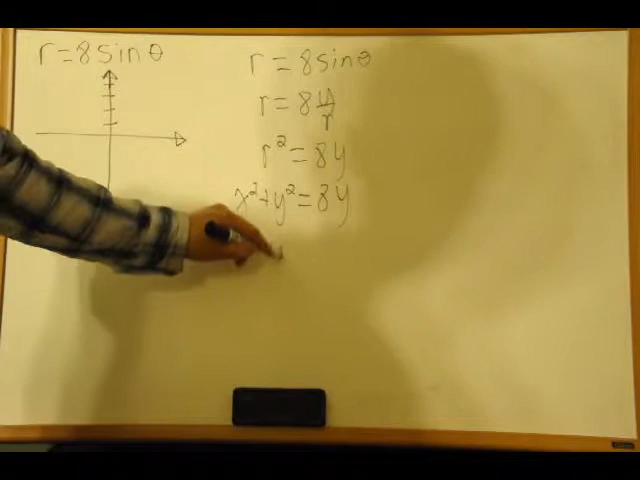 r = 8 sin θ
r = 8 sin θ
r = 8 y/r
r² = 8y
x² + y² = 8y